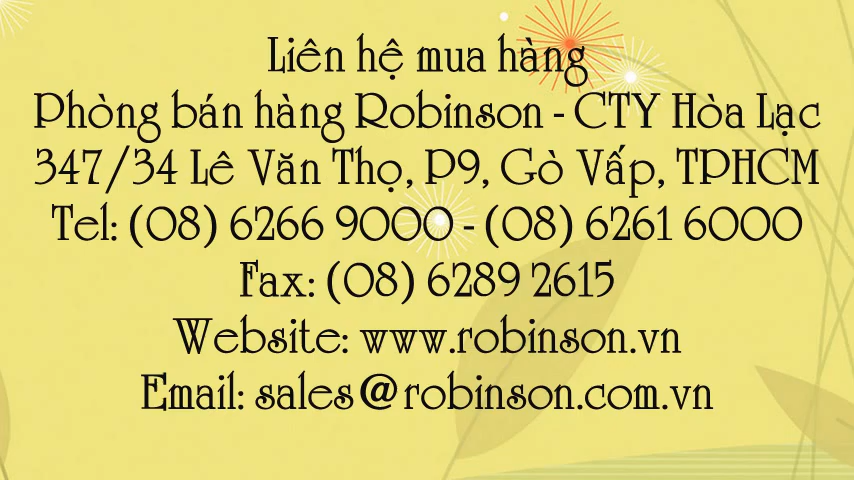 Liên hệ mua hàng
Phòng bán hàng Robinson - CTY Hòa Lạc
347/34 Lê Văn Thọ, P9, Gò Vấp, TPHCM
Tel: (08) 6266 9000 - (08) 6261 6000
Fax: (08) 6289 2615
Website: www.robinson.vn
Email: sales@robinson.com.vn